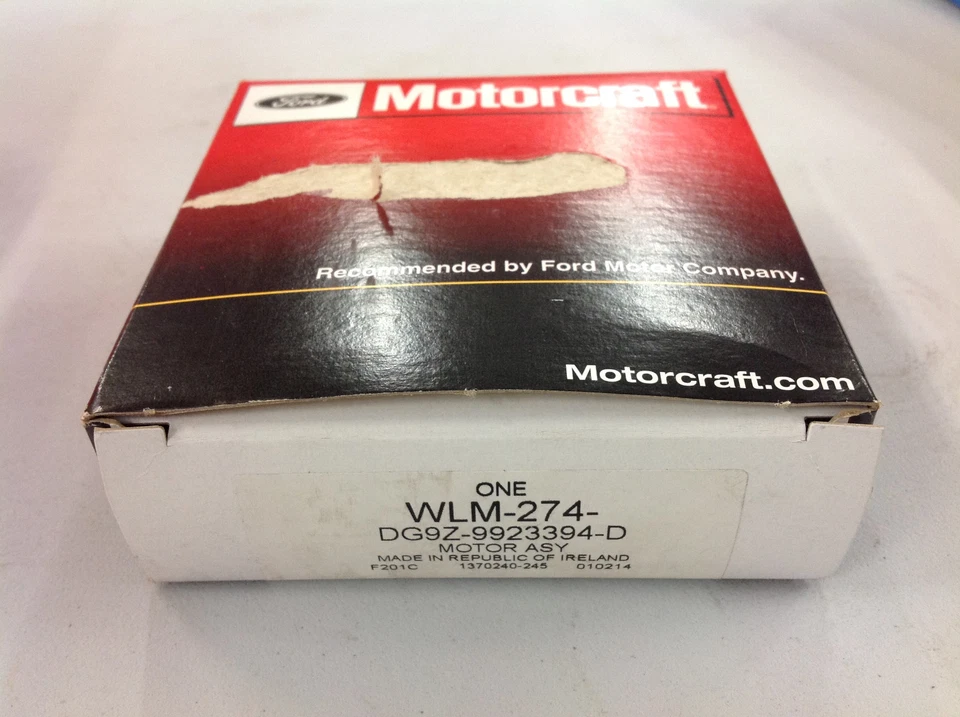 Ford
Motorcraft
Recommended by Ford Motor Company.
Motorcraft.com
ONE
WLM-274-
DG9Z-9923394-D
MOTOR ASY
MADE IN REPUBLIC OF IRELAND
F201C 1370240-245 010214